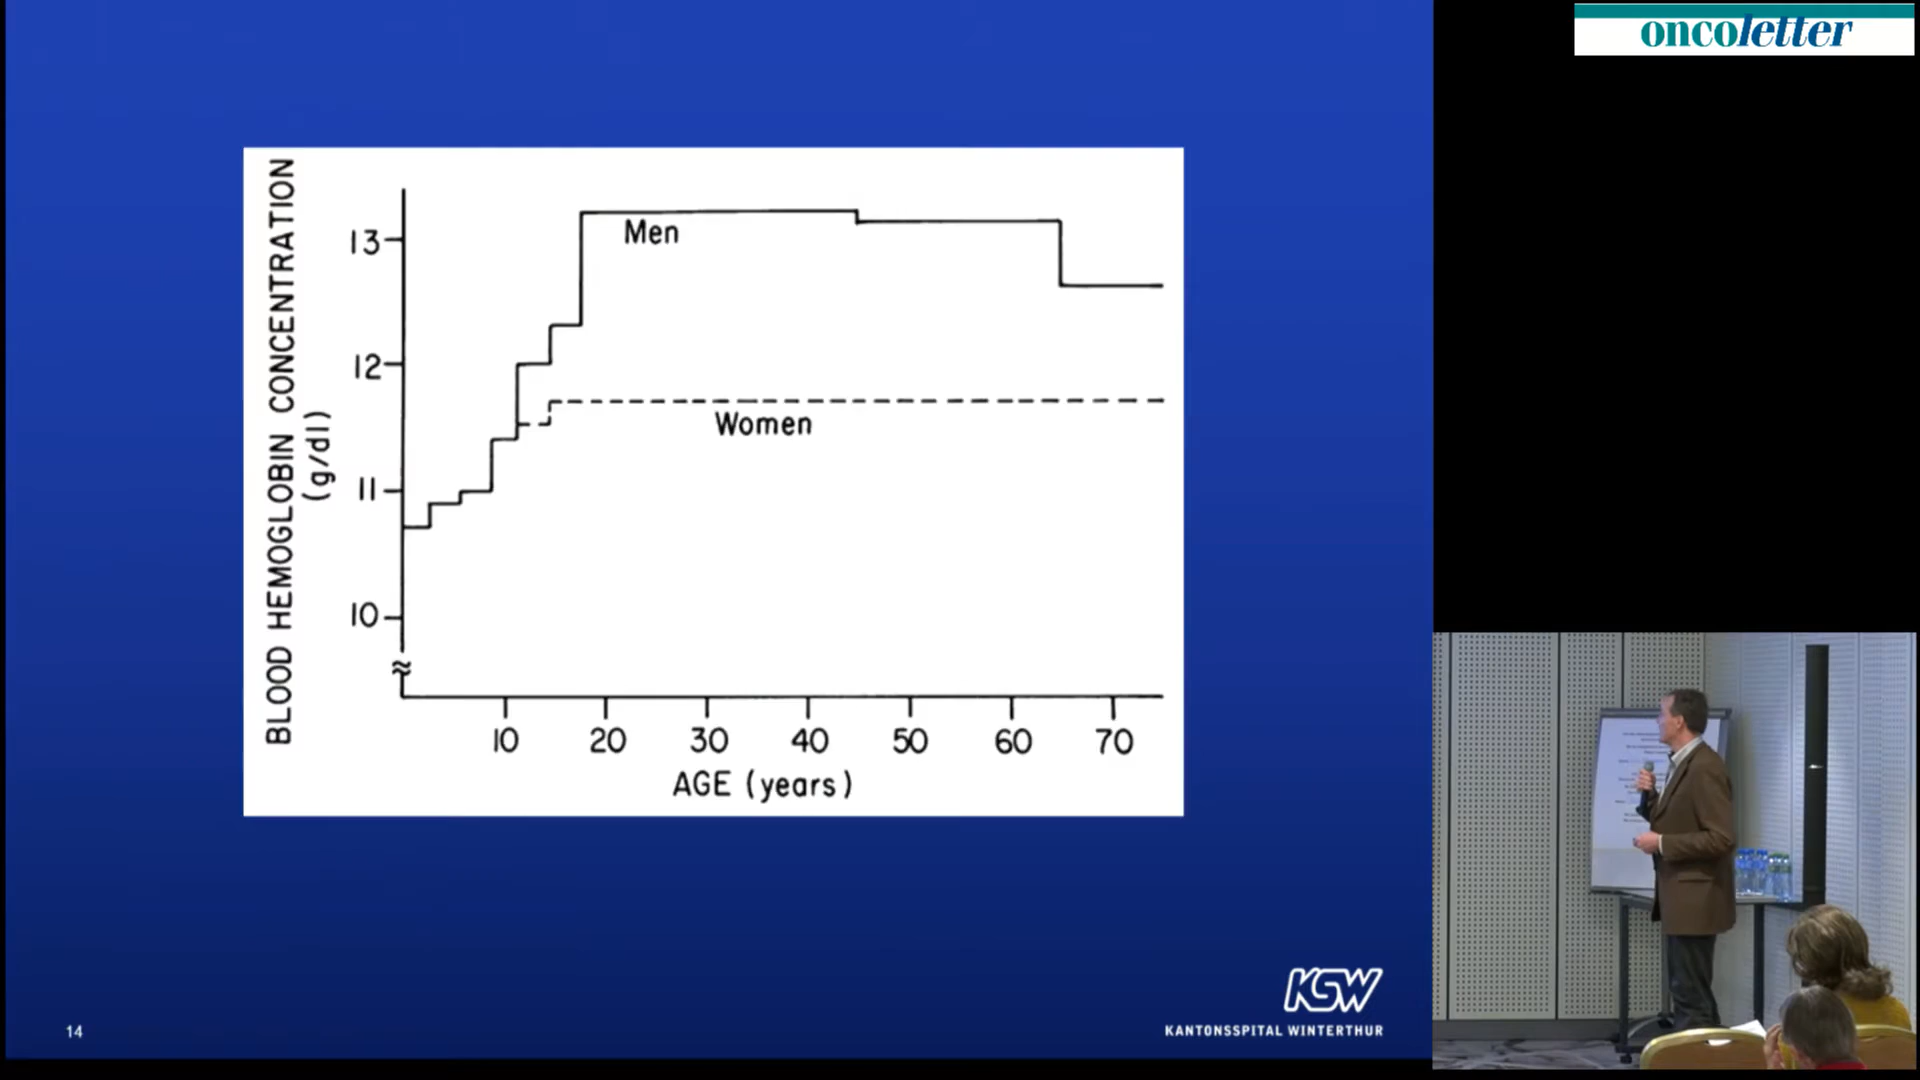 oncoletter
BLOOD HEMOGLOBIN CONCENTRATION
(g/dl)
13
12
11
10
Men
Women
10 20 30 40 50 60 70
AGE (years)
KSW
KANTONSSPITAL WINTERTHUR
14